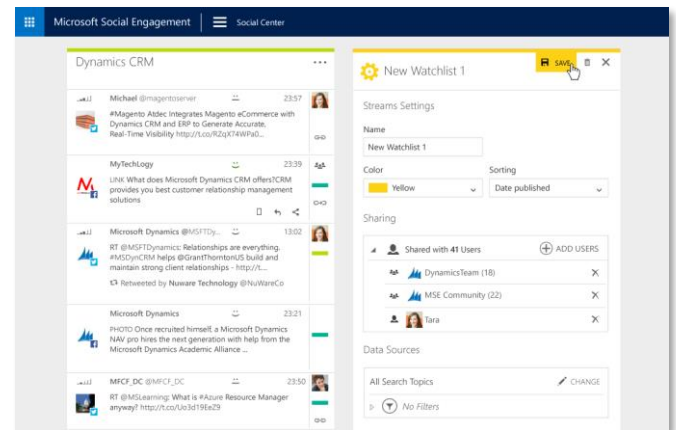 Microsoft Social Engagement
Social Center
Dynamics CRM
Michael @magentoserver 23:57
#Magento Atdec Integrates Magento eCommerce with
Dynamics CRM and ERP to Generate Accurate.
Real-Time Visibility http://t.co/RZqX74WPa0...
MyTechLogy 23:39
LINK What does Microsoft Dynamics CRM offers?CRM
provides you best customer relationship management
solutions
Microsoft Dynamics @MSFTDy... 13:02
RT @MSFTDynamics: Relationships are everything.
#MSDynCRM helps @GrantThorntonUS build and
maintain strong client relationships - http://t....
Retweeted by Nuware Technology @NuWareCo
Microsoft Dynamics 23:21
PHOTO Once recruited himself, a Microsoft Dynamics
NAV pro hires the next generation with help from the
Microsoft Dynamics Academic Alliance ...
MFCF_DC @MFCF_DC 23:50
RT @MSLearning: What is #Azure Resource Manager
anyway? http://t.co/Uo3d19EeZ9
New Watchlist 1
SAVE
Streams Settings
Name
New Watchlist 1
Color
Sorting
Yellow
Date published
Sharing
Shared with 41 Users
ADD USERS
DynamicsTeam (18)
MSE Community (22)
Tara
Data Sources
All Search Topics
CHANGE
No Filters